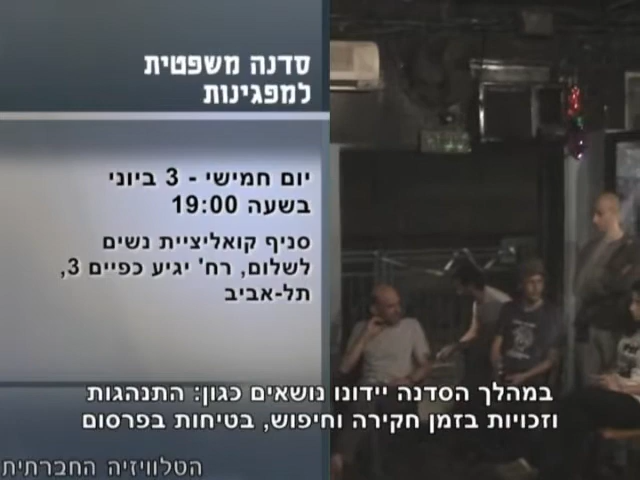 סדנה משפטית
למפגינות
יום חמישי - 3 ביוני
בשעה 19:00
סניף קואליציית נשים
לשלום, רח' יגיע כפיים 3,
תל-אביב
במהלך הסדנה יידונו נושאים כגון: התנהגות
וזכויות בזמן חקירה וחיפוש, בטיחות בפרסום
הטלוויזיה החברתית